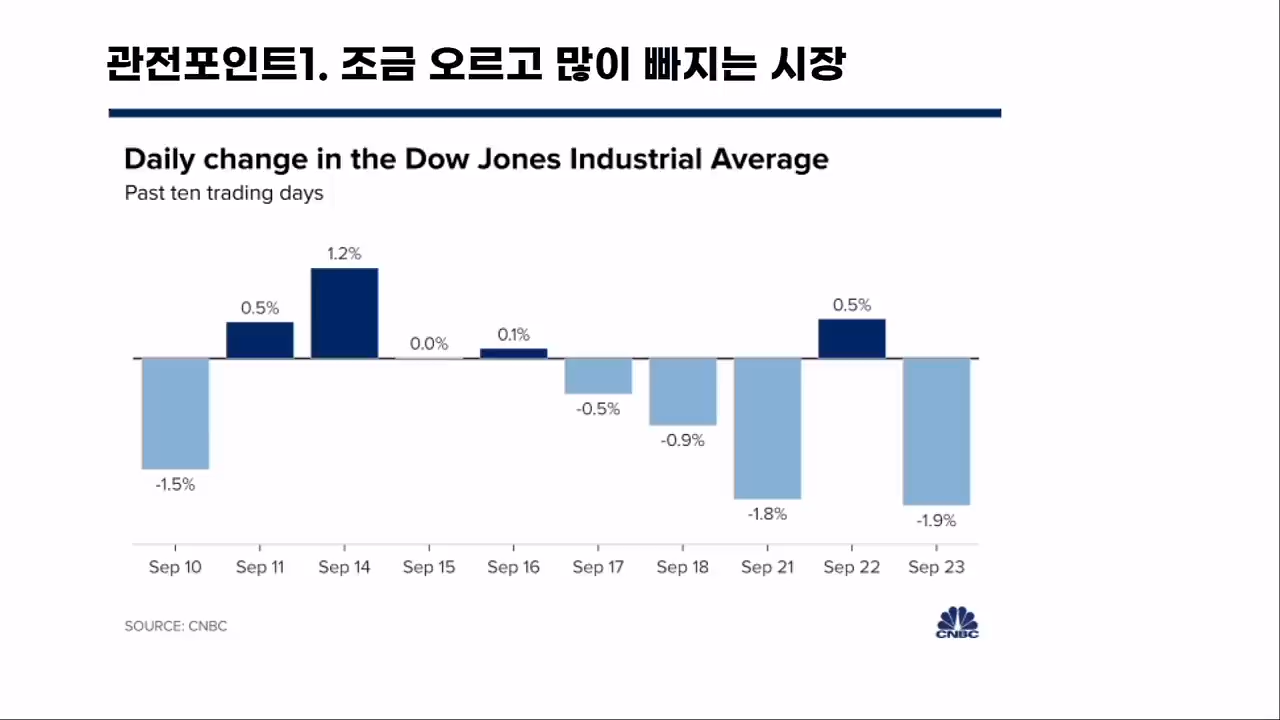 관전포인트1. 조금 오르고 많이 빠지는 시장
Daily change in the Dow Jones Industrial Average
Past ten trading days
1.2%
0.5%
0.5%
0.1%
0.0%
-0.5%
-0.9%
-1.5%
-1.8%
-1.9%
Sep 10 Sep 11 Sep 14 Sep 15 Sep 16 Sep 17 Sep 18 Sep 21 Sep 22 Sep 23
SOURCE: CNBC
CNBC